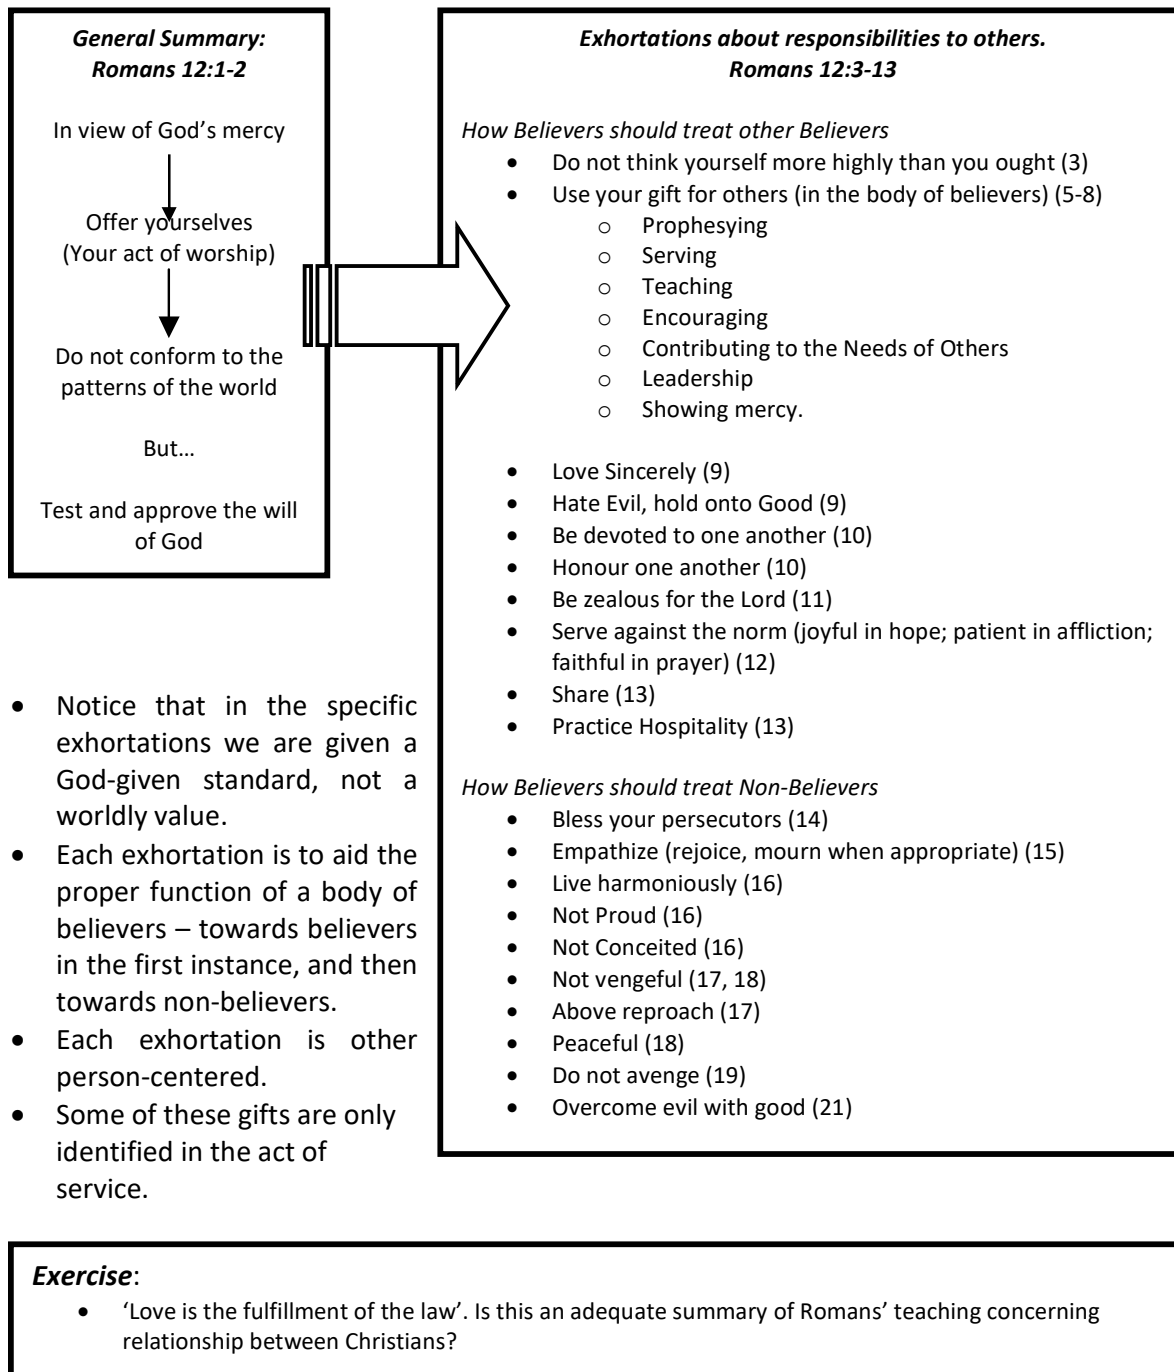 General Summary:
Romans 12:1-2
In view of God’s mercy
Offer yourselves
(Your act of worship)
Do not conform to the
patterns of the world
But…
Test and approve the will
of God
Exhortations about responsibilities to others.
Romans 12:3-13
How Believers should treat other Believers
• Do not think yourself more highly than you ought (3)
• Use your gift for others (in the body of believers) (5-8)
o Prophesying
o Serving
o Teaching
o Encouraging
o Contributing to the Needs of Others
o Leadership
o Showing mercy.
• Love Sincerely (9)
• Hate Evil, hold onto Good (9)
• Be devoted to one another (10)
• Honour one another (10)
• Be zealous for the Lord (11)
• Serve against the norm (joyful in hope; patient in affliction;
faithful in prayer) (12)
• Share (13)
• Practice Hospitality (13)
How Believers should treat Non-Believers
• Bless your persecutors (14)
• Empathize (rejoice, mourn when appropriate) (15)
• Live harmoniously (16)
• Not Proud (16)
• Not Conceited (16)
• Not vengeful (17, 18)
• Above reproach (17)
• Peaceful (18)
• Do not avenge (19)
• Overcome evil with good (21)
• Notice that in the specific
exhortations we are given a
God-given standard, not a
worldly value.
• Each exhortation is to aid the
proper function of a body of
believers – towards believers
in the first instance, and then
towards non-believers.
• Each exhortation is other
person-centered.
• Some of these gifts are only
identified in the act of
service.
Exercise:
• ‘Love is the fulfillment of the law’. Is this an adequate summary of Romans’ teaching concerning
relationship between Christians?